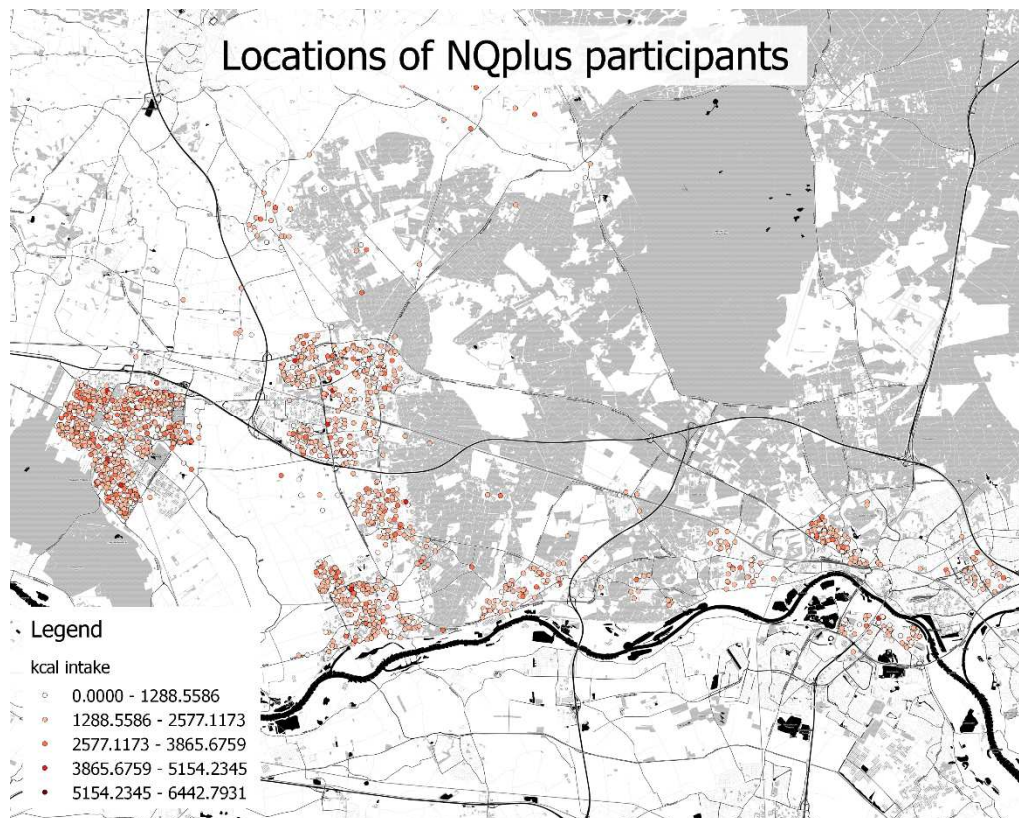 Locations of NQplus participants
Legend
kcal intake
0.0000 - 1288.5586
1288.5586 - 2577.1173
2577.1173 - 3865.6759
3865.6759 - 5154.2345
5154.2345 - 6442.7931